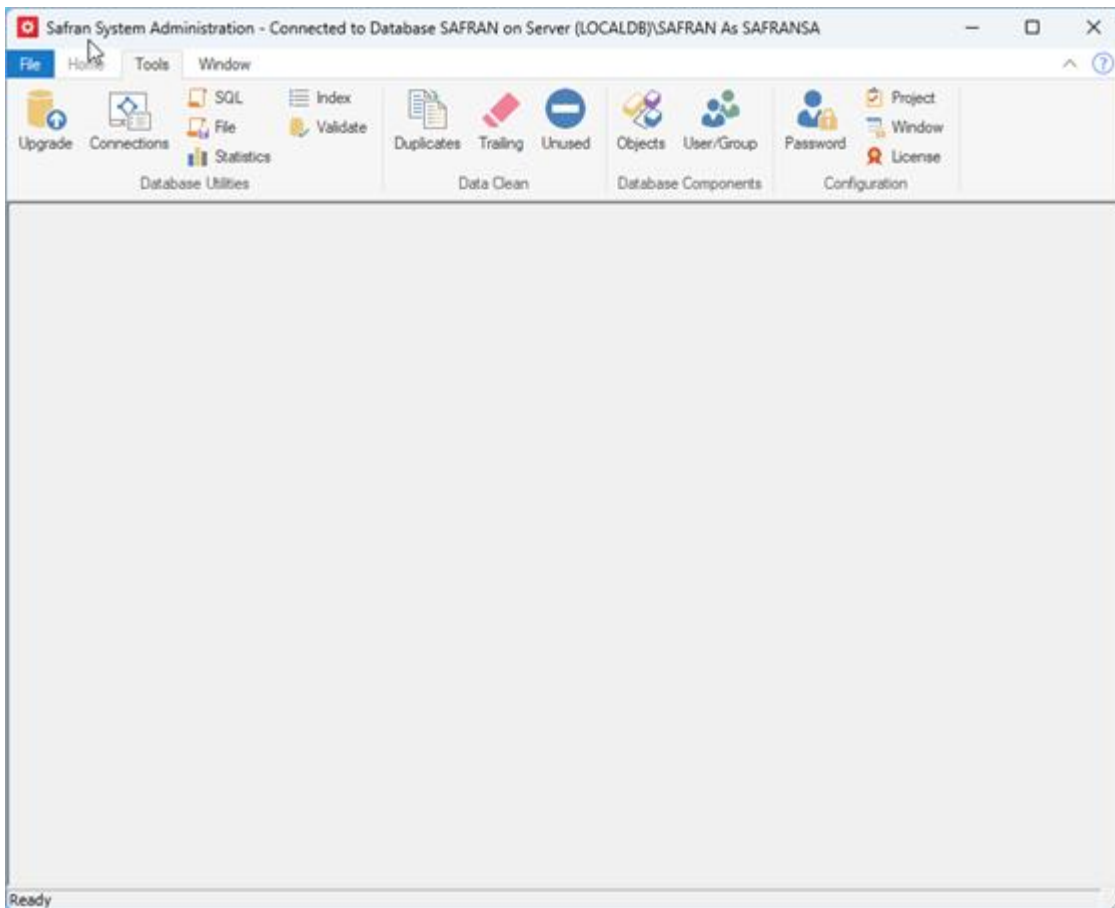 Safran System Administration - Connected to Database SAFRAN on Server (LOCALDB)\SAFRAN As SAFRANSA
File Home Tools Window
?
SQL Index Project
File Validate Window
Upgrade Connections Duplicates Trailing Unused Objects User/Group Password
Statistics License
Database Utilities Data Clean Database Components Configuration
Ready